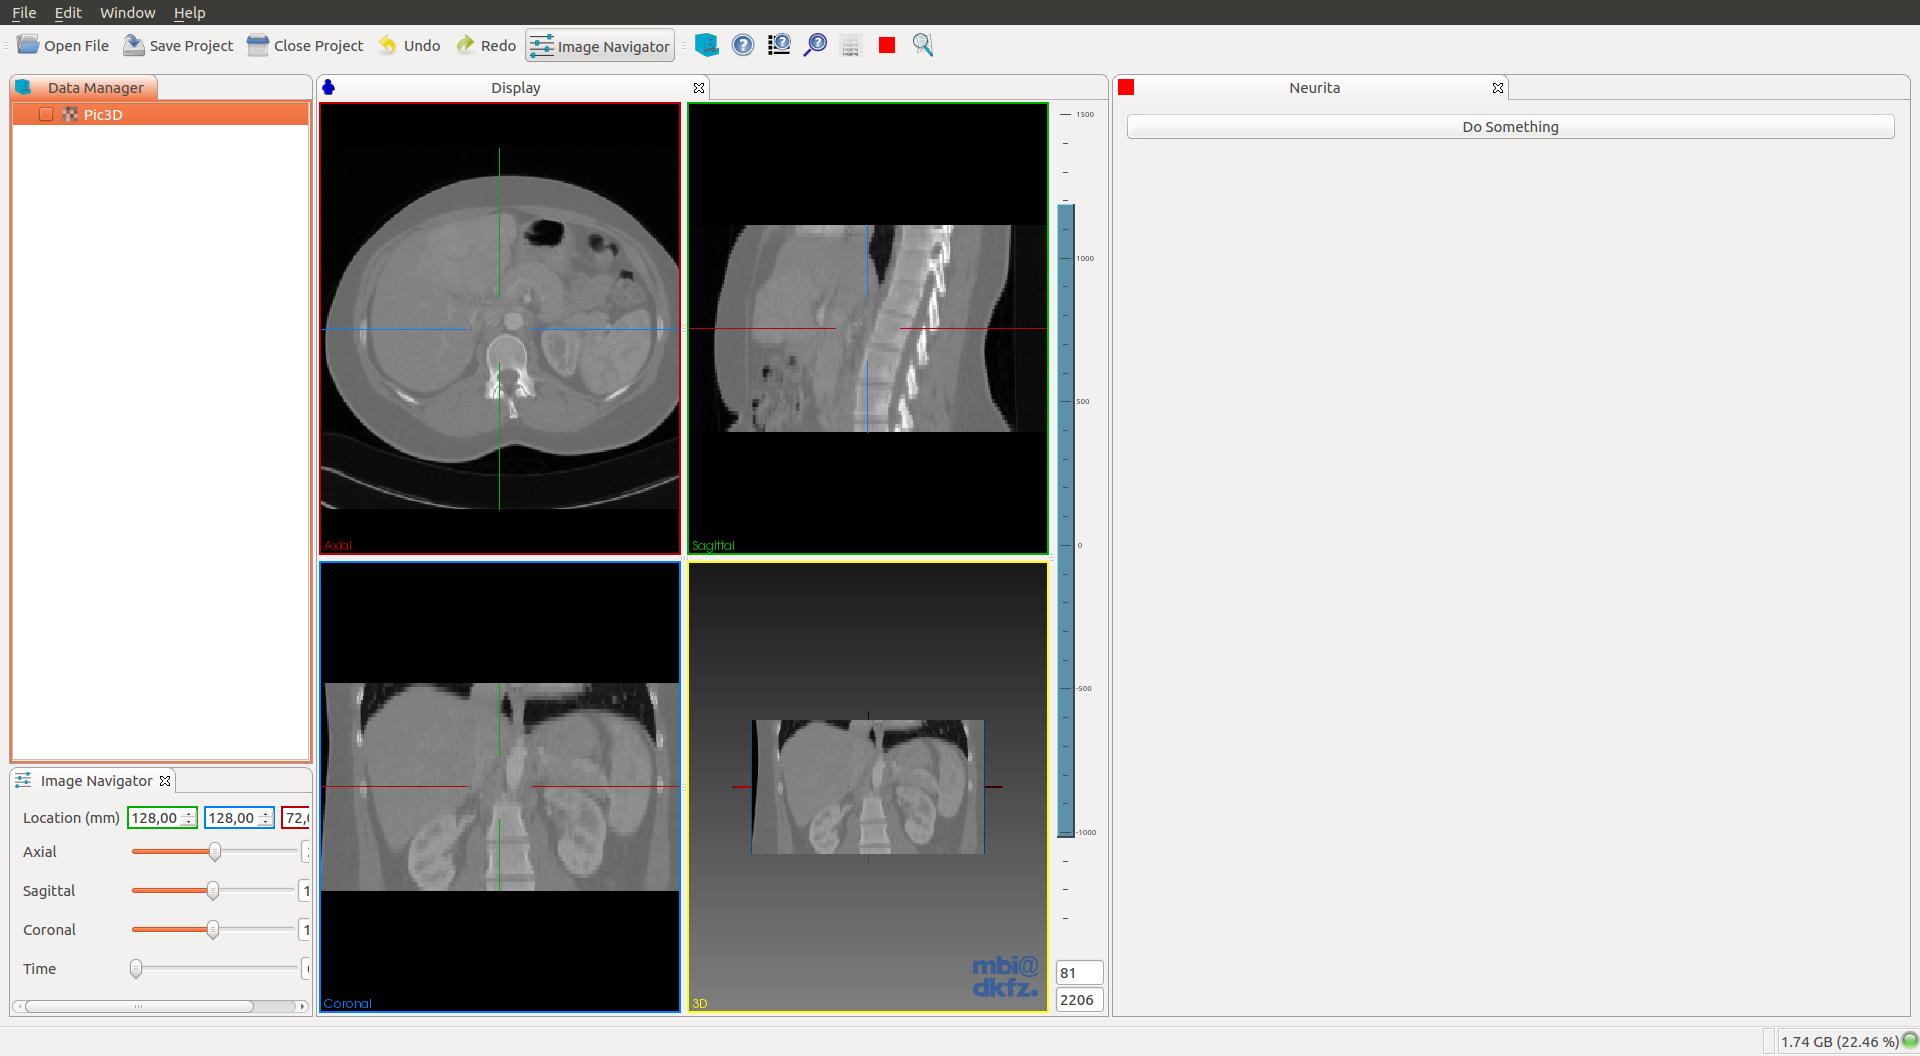 File Edit Window Help
Open File Save Project Close Project Undo Redo Image Navigator
Data Manager
Pic3D
Display
Neurita
Do Something
Axial
Sagittal
Coronal
3D
mbi@
dkfz.
1500
1000
500
0
-500
-1000
81
2206
Image Navigator
Location (mm) 128,00 128,00 72,
Axial
Sagittal 1
Coronal 1
Time
1.74 GB (22.46 %)